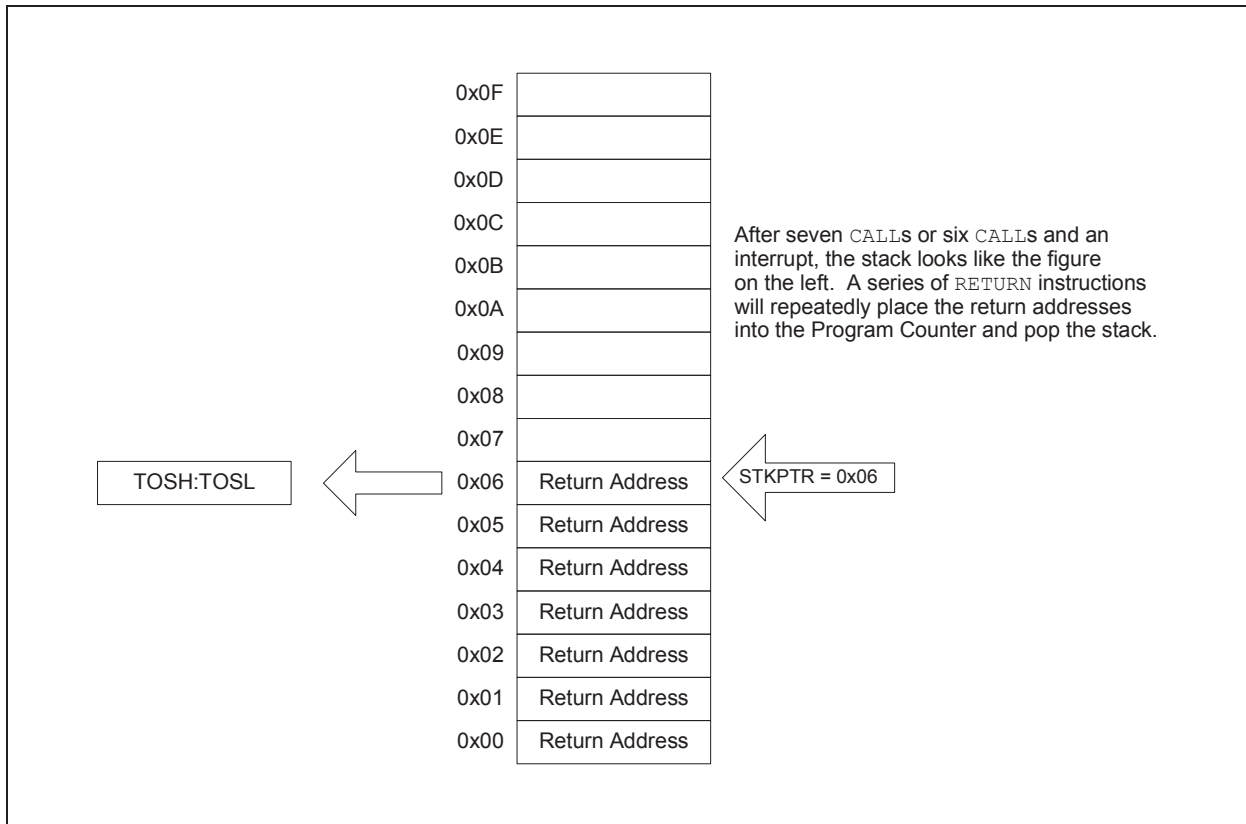 0x0F
0x0E
0x0D
0x0C
0x0B
0x0A
0x09
0x08
0x07
0x06 Return Address
0x05 Return Address
0x04 Return Address
0x03 Return Address
0x02 Return Address
0x01 Return Address
0x00 Return Address
TOSH:TOSL
STKPTR = 0x06
After seven CALLs or six CALLs and an
interrupt, the stack looks like the figure
on the left. A series of RETURN instructions
will repeatedly place the return addresses
into the Program Counter and pop the stack.